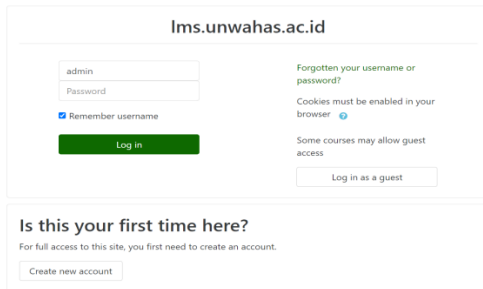 lms.unwahas.ac.id
admin
Password
Remember username
Log in
Forgotten your username or
password?
Cookies must be enabled in your
browser
Some courses may allow guest
access
Log in as a guest
Is this your first time here?
For full access to this site, you first need to create an account.
Create new account